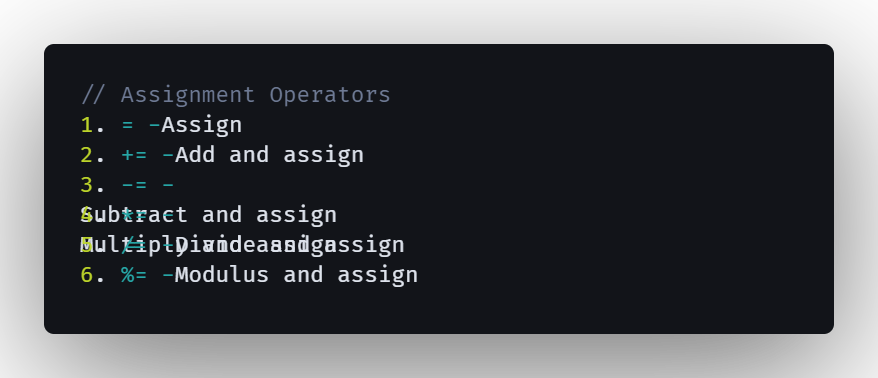 // Assignment Operators
1. = -Assign
2. += -Add and assign
3. -= -
Subtract and assign
4. *= -
Multiply and assign
5. /= -Divide and assign
6. %= -Modulus and assign